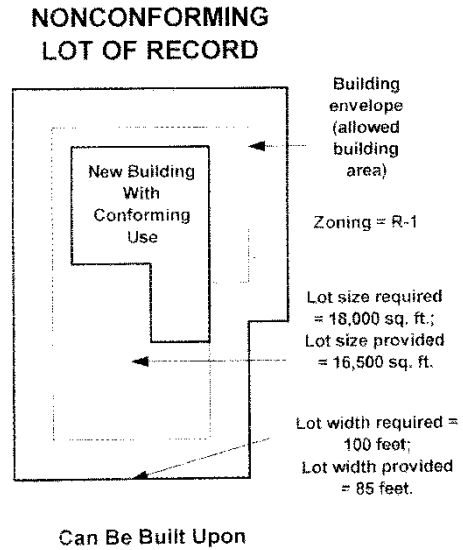 NONCONFORMING
LOT OF RECORD
Building
envelope
(allowed
building
area)
New Building
With
Conforming
Use
Zoning = R-1
Lot size required
= 18,000 sq. ft.;
Lot size provided
= 16,500 sq. ft.
Lot width required =
100 feet;
Lot width provided
= 85 feet.
Can Be Built Upon